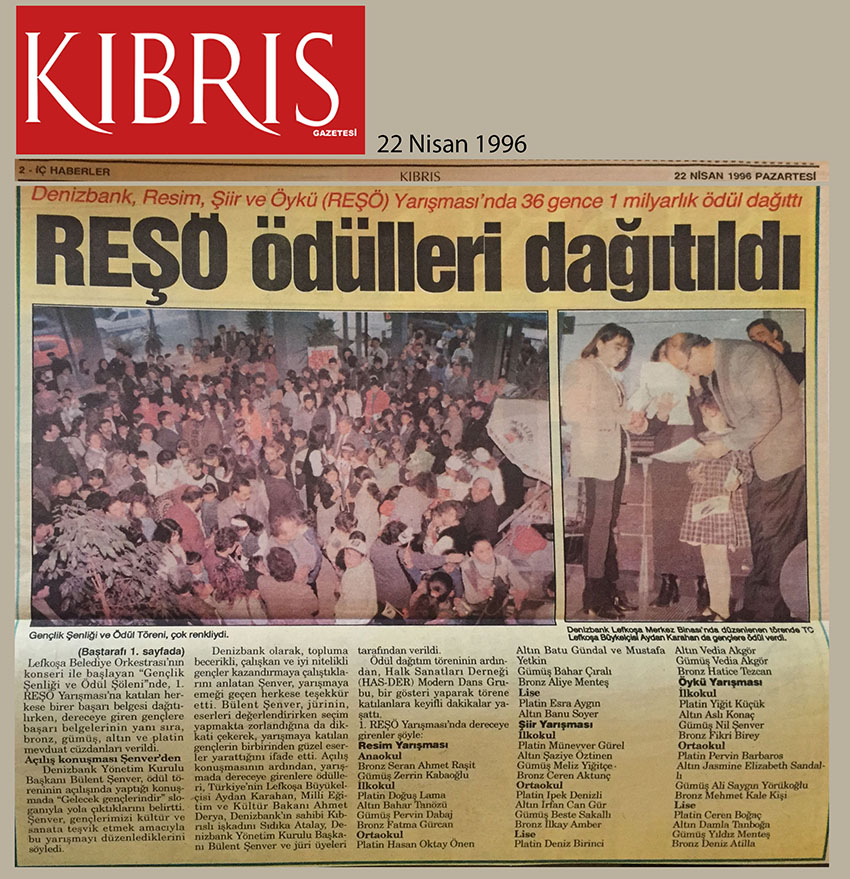 KIBRIS
GAZETESİ
22 Nisan 1996
2 - İÇ HABERLER
KIBRIS
22 NİSAN 1996 PAZARTESİ
Denizbank, Resim, Şiir ve Öykü (REŞÖ) Yarışması'nda 36 gence 1 milyarlık ödül dağıttı
REŞÖ ödülleri dağıtıldı
Gençlik Şenliği ve Ödül Töreni, çok renkliydi.
Denizbank Lefkoşa Merkez Binası'nda düzenlenen törende TC
Lefkoşa Büyükelçisi Aydan Karahan da gençlere ödül verdi.
(Baştarafı 1. sayfada)
Lefkoşa Belediye Orkestrası'nın
konseri ile başlayan "Gençlik
Şenliği ve Ödül Şöleni"nde, I.
REŞÖ Yarışması'na katılan her-
kese birer başarı belgesi dağıtı-
lırken, dereceye giren gençlere
başarı belgelerinin yanı sıra,
bronz, gümüş, altın ve platin
mevduat cüzdanları verildi.
Açılış konuşması Şenver'den
Denizbank Yönetim Kurulu
Başkanı Bülent Şenver, ödül tö-
reninin açılışında yaptığı konuş-
mada "Gelecek gençlerindir" slo-
ganıyla yola çıktıklarını belirtti.
Şenver, gençlerimizi kültür ve
sanata teşvik etmek amacıyla
bu yarışmayı düzenlediklerini
söyledi.
Denizbank olarak, topluma
becerikli, çalışkan ve iyi nitelikli
gençler kazandırmaya çalıştıkla-
rını anlatan Şenver, yarışmaya
emeği geçen herkese teşekkür
etti. Bülent Şenver, jürinin,
eserleri değerlendirirken seçim
yapmakta zorlandığına da dik-
kati çekerek, yarışmaya katılan
gençlerin birbirinden güzel eser-
ler yarattığını ifade etti. Açılış
konuşmasının ardından, yarış-
mada dereceye girenlere ödülle-
ri, Türkiye'nin Lefkoşa Büyükel-
çisi Aydan Karahan, Milli Eği-
tim ve Kültür Bakanı Ahmet
Derya, Denizbank'ın sahibi Kıb-
rıslı işkadını Sıdıka Atalay, De-
nizbank Yönetim Kurulu Başka-
nı Bülent Şenver ve jüri üyeleri
tarafından verildi.
Ödül dağıtım töreninin ardın-
dan, Halk Sanatları Derneği
(HAS-DER) Modern Dans Gru-
bu, bir gösteri yaparak törene
katılanlara keyifli dakikalar ya-
şattı.
1. REŞÖ Yarışması'nda dereceye
girenler şöyle:
Resim Yarışması
Anaokul
Bronz Seran Ahmet Raşit
Gümüş Zerrin Kabaoğlu
İlkokul
Platin Doğuş Lama
Altın Bahar Tanözü
Gümüş Pervin Dabaj
Bronz Fatma Gürcan
Ortaokul
Platin Hasan Oktay Önen
Altın Batu Gündal ve Mustafa
Yetkin
Gümüş Bahar Çıralı
Bronz Aliye Menteş
Lise
Platin Esra Aygın
Altın Banu Soyer
Şiir Yarışması
İlkokul
Platin Münevver Gürel
Altın Şaziye Öztinen
Gümüş Meliz Yiğitçe-
Bronz Ceren Aktunç
Ortaokul
Platin Ipek Denizli
Altın İrfan Can Gür
Gümüş Beste Sakallı
Bronz İlkay Amber
Lise
Platin Deniz Birinci
Altın Vedia Akgör
Gümüş Vedia Akgör
Bronz Hatice Tezcan
Öykü Yarışması
İlkokul
Platin Yigit Küçük
Altın Aslı Konaç
Gümüş Nil Şenver
Bronz Fikri Birey
Ortaokul
Platin Pervin Barbaros
Altın Jasmine Elizabeth Sandal-
lı
Gümüş Ali Saygın Yörükoğlu
Bronz Mehmet Kale Kişi
Lise
Platin Ceren Boğaç
Altın Damla Tanboğa
Gümüş Yıldız Menteş
Bronz Deniz Atilla